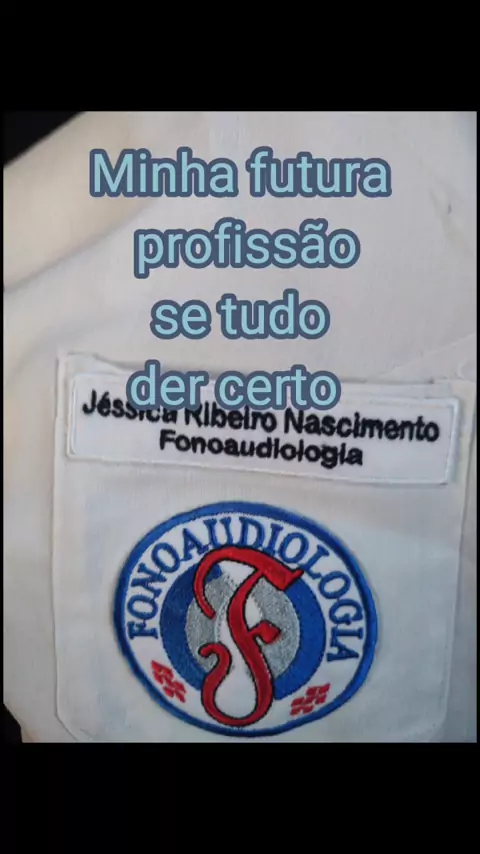 Minha futura
profissão
se tudo
der certo
Jéssica Ribeiro Nascimento
Fonoaudiologia
FONOAUDIOLOGIA
F